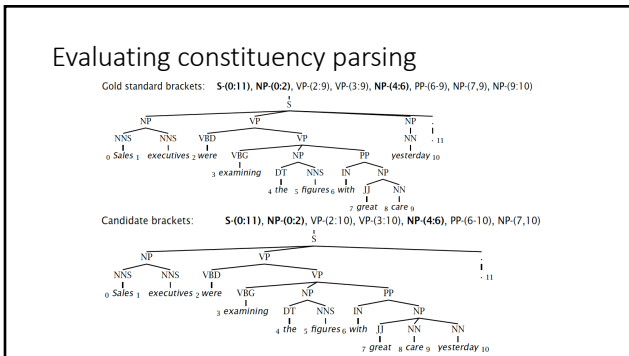 Evaluating constituency parsing
Gold standard brackets: S-(0:11), NP-(0:2), VP-(2:9), VP-(3:9), NP-(4:6), PP-(6-9), NP-(7,9), NP-(9:10)
S
NP VP NP .
NNS NNS VBD VP NN 11
0 Sales 1 executives 2 were VBG NP PP yesterday 10
3 examining DT NNS IN NP
4 the 5 figures 6 with JJ NN
7 great 8 care 9
Candidate brackets: S-(0:11), NP-(0:2), VP-(2:10), VP-(3:10), NP-(4:6), PP-(6-10), NP-(7,10)
S
NP VP .
NNS NNS VBD VP 11
0 Sales 1 executives 2 were VBG NP PP
3 examining DT NNS IN NP
4 the 5 figures 6 with JJ NN NN
7 great 8 care 9 yesterday 10